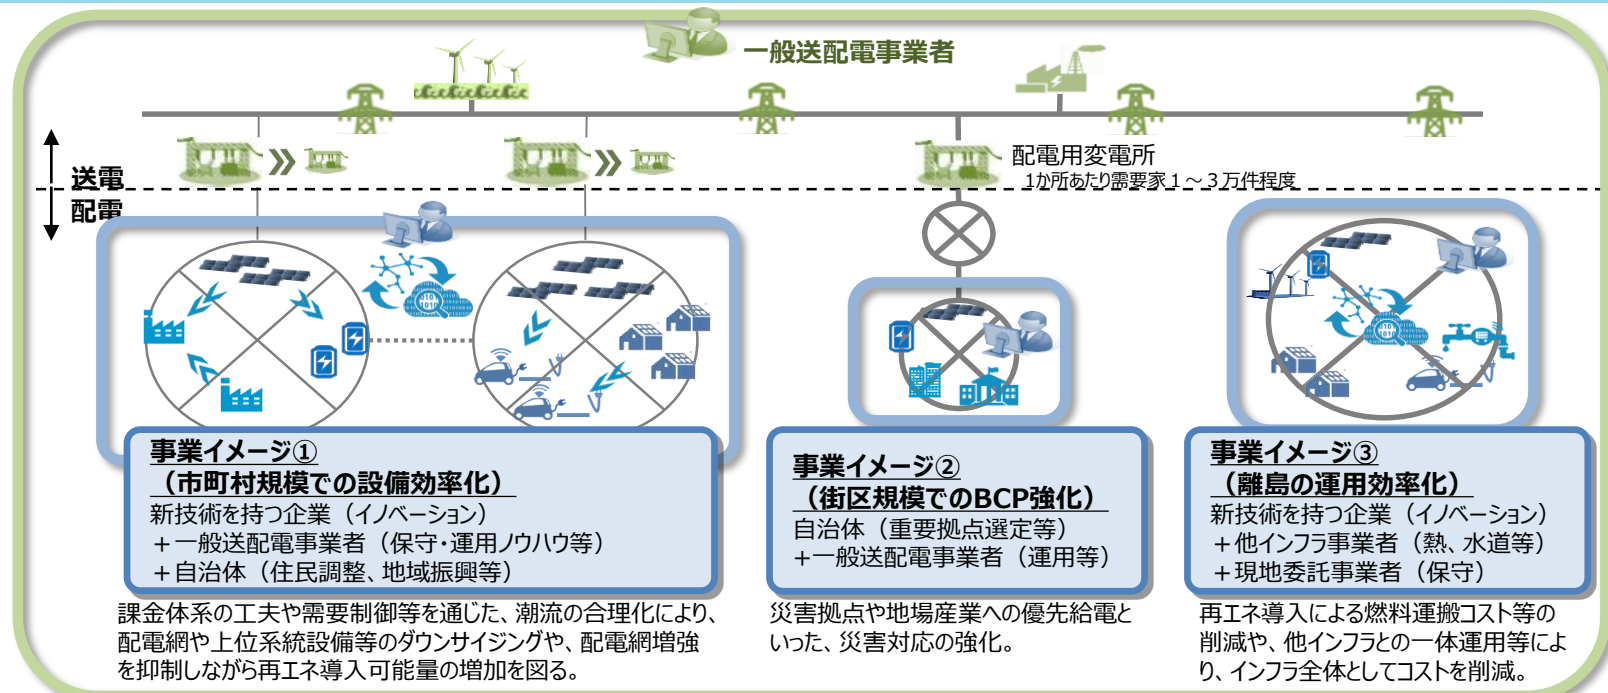 一般送配電事業者
配電用変電所
1か所あたり需要家１～３万件程度
送電
配電
事業イメージ①
（市町村規模での設備効率化）
新技術を持つ企業（イノベーション）
＋一般送配電事業者（保守・運用ノウハウ等）
＋自治体（住民調整、地域振興等）
課金体系の工夫や需要制御等を通じた、潮流の合理化により、
配電網や上位系統設備等のダウンサイジングや、配電網増強
を抑制しながら再エネ導入可能量の増加を図る。
事業イメージ②
（街区規模でのBCP強化）
自治体（重要拠点選定等）
＋一般送配電事業者（運用等）
災害拠点や地場産業への優先給電と
いった、災害対応の強化。
事業イメージ③
（離島の運用効率化）
新技術を持つ企業（イノベーション）
＋他インフラ事業者（熱、水道等）
＋現地委託事業者（保守）
再エネ導入による燃料運搬コスト等の
削減や、他インフラとの一体運用等によ
り、インフラ全体としてコストを削減。